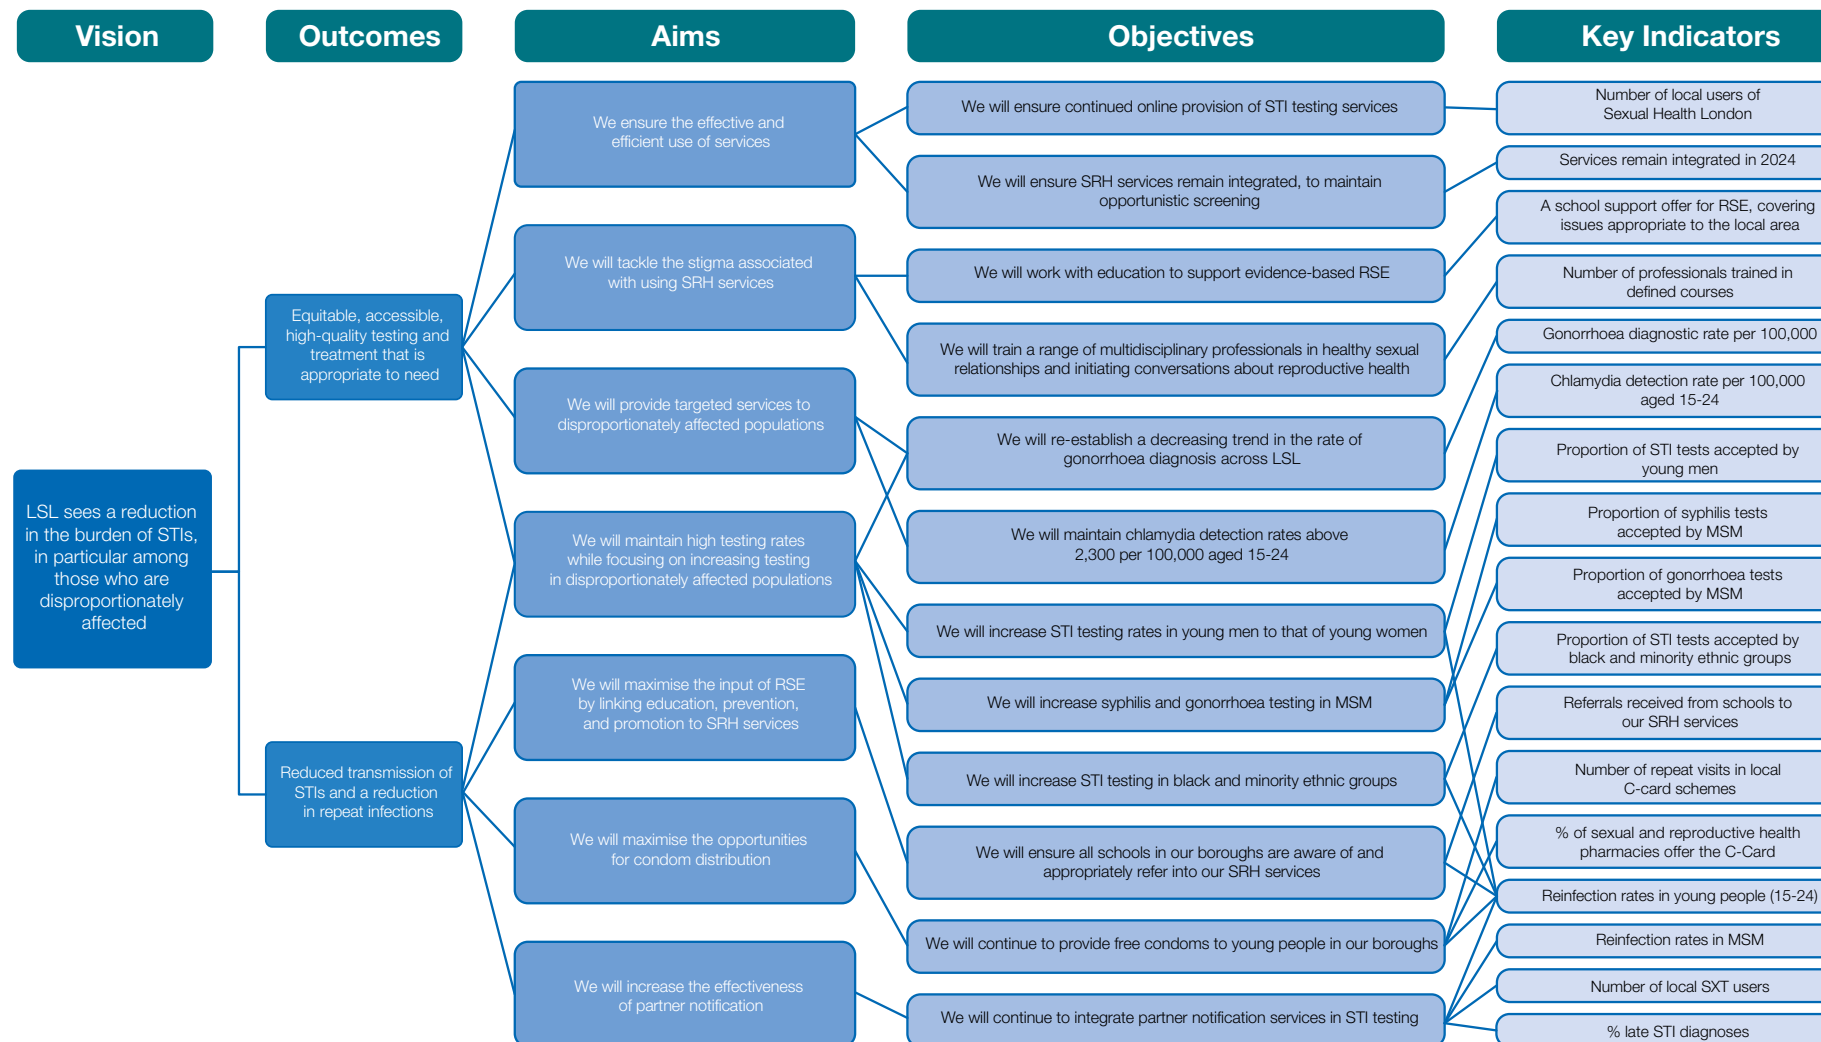 Vision
Outcomes
Aims
Objectives
Key Indicators
LSL sees a reduction
in the burden of STIs,
in particular among
those who are
disproportionately
affected
Equitable, accessible,
high-quality testing and
treatment that is
appropriate to need
Reduced transmission of
STIs and a reduction
in repeat infections
We ensure the effective and
efficient use of services
We will tackle the stigma associated
with using SRH services
We will provide targeted services to
disproportionately affected populations
We will maintain high testing rates
while focusing on increasing testing
in disproportionately affected populations
We will maximise the input of RSE
by linking education, prevention,
and promotion to SRH services
We will maximise the opportunities
for condom distribution
We will increase the effectiveness
of partner notification
We will ensure continued online provision of STI testing services
We will ensure SRH services remain integrated, to maintain
opportunistic screening
We will work with education to support evidence-based RSE
We will train a range of multidisciplinary professionals in healthy sexual
relationships and initiating conversations about reproductive health
We will re-establish a decreasing trend in the rate of
gonorrhoea diagnosis across LSL
We will maintain chlamydia detection rates above
2,300 per 100,000 aged 15-24
We will increase STI testing rates in young men to that of young women
We will increase syphilis and gonorrhoea testing in MSM
We will increase STI testing in black and minority ethnic groups
We will ensure all schools in our boroughs are aware of and
appropriately refer into our SRH services
We will continue to provide free condoms to young people in our boroughs
We will continue to integrate partner notification services in STI testing
Number of local users of
Sexual Health London
Services remain integrated in 2024
A school support offer for RSE, covering
issues appropriate to the local area
Number of professionals trained in
defined courses
Gonorrhoea diagnostic rate per 100,000
Chlamydia detection rate per 100,000
aged 15-24
Proportion of STI tests accepted by
young men
Proportion of syphilis tests
accepted by MSM
Proportion of gonorrhoea tests
accepted by MSM
Proportion of STI tests accepted by
black and minority ethnic groups
Referrals received from schools to
our SRH services
Number of repeat visits in local
C-card schemes
% of sexual and reproductive health
pharmacies offer the C-Card
Reinfection rates in young people (15-24)
Reinfection rates in MSM
Number of local SXT users
% late STI diagnoses